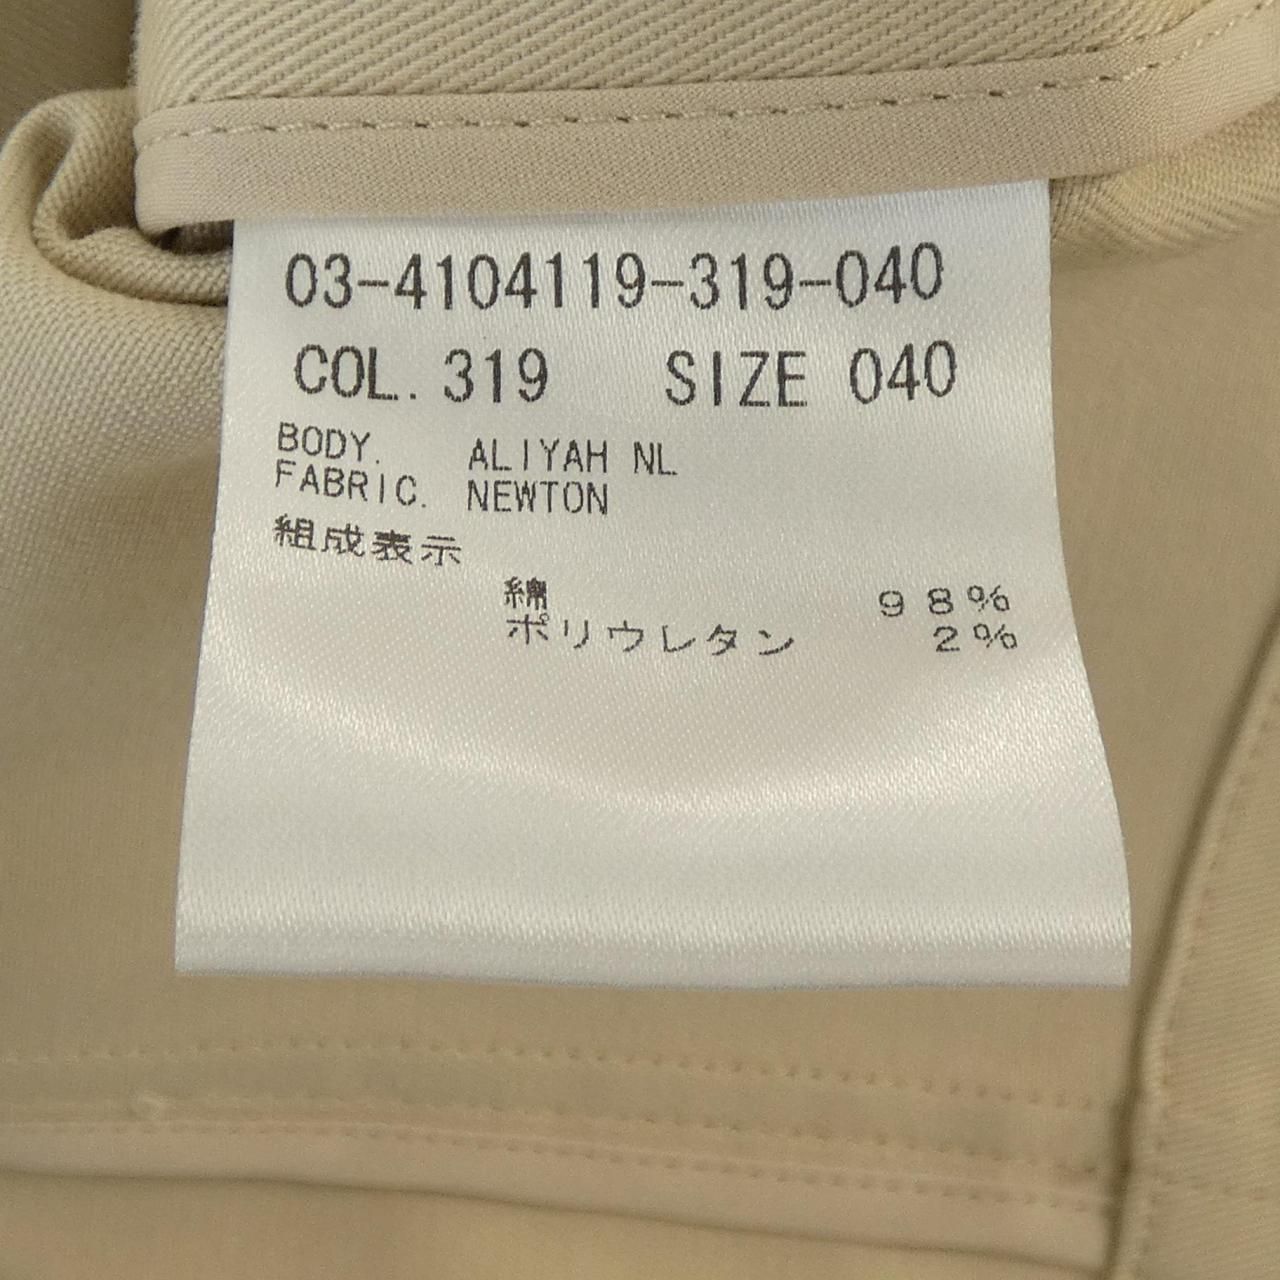 03-4104119-319-040
COL. 319 SIZE 040
BODY. ALIYAH NL
FABRIC. NEWTON
組成表示
綿 98%
ポリウレタン 2%